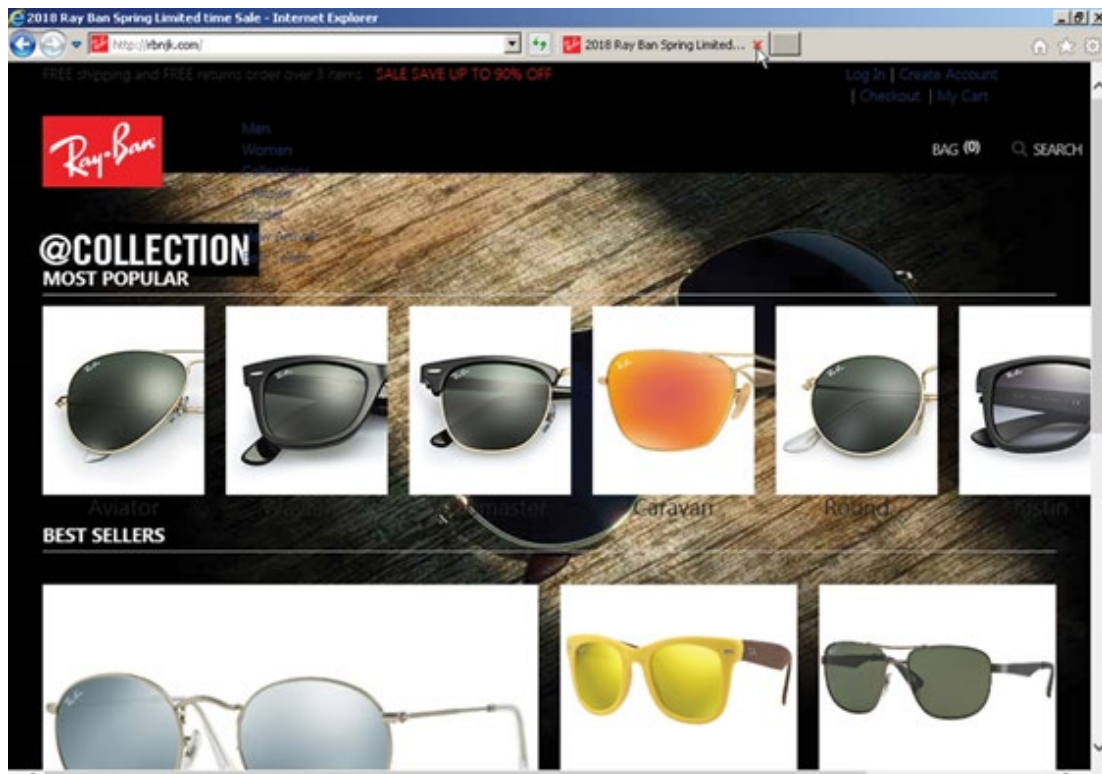 2018 Ray Ban Spring Limited time Sale - Internet Explorer
http://rbnjk.com/
2018 Ray Ban Spring Limited...
FREE shipping and FREE returns order over 3 items. SALE SAVE UP TO 90% OFF
Log In | Create Account
| Checkout | My Cart
Ray-Ban
Men
Women
BAG (0)
SEARCH
@COLLECTION
MOST POPULAR
Aviator
Caravan
Round
BEST SELLERS